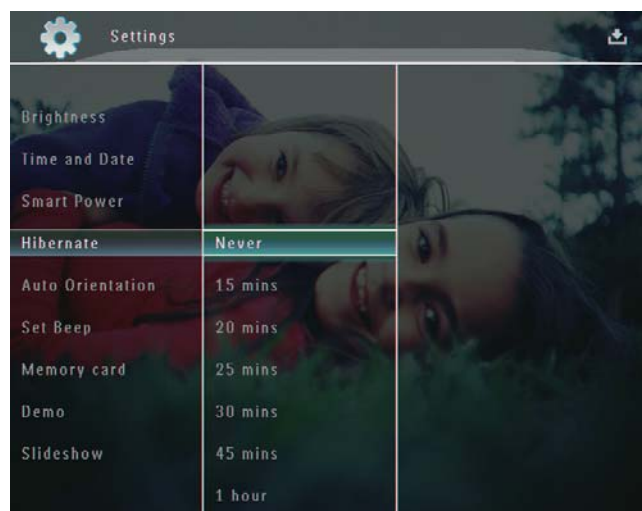 Settings
Brightness
Time and Date
Smart Power
Hibernate
Auto Orientation
Set Beep
Memory card
Demo
Slideshow
Never
15 mins
20 mins
25 mins
30 mins
45 mins
1 hour